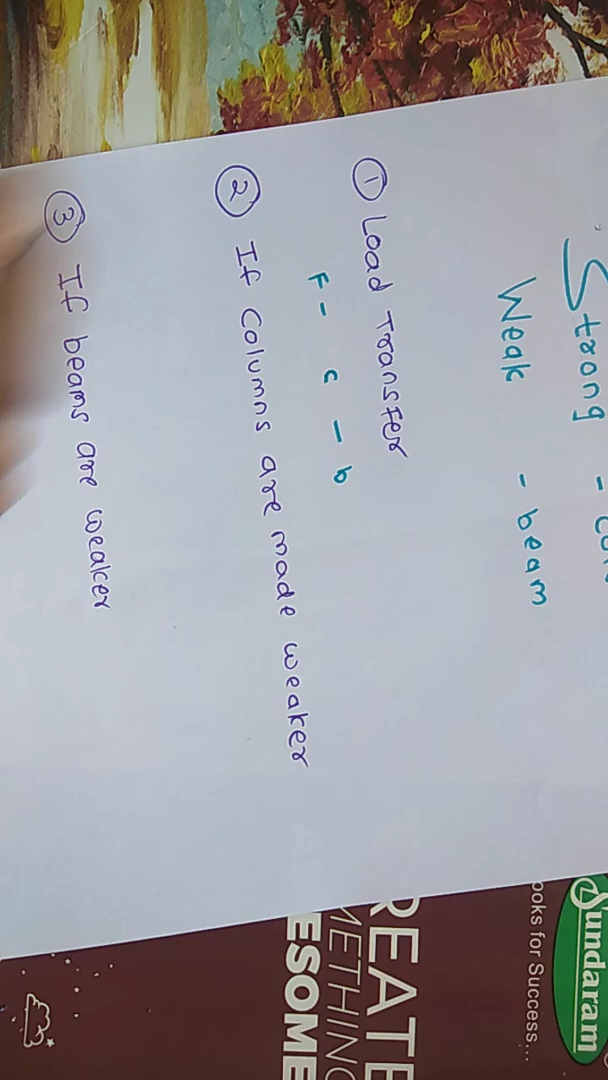 Strong -
Weak - beam
① Load Transfer
F - c - b
② If columns are made weaker
③ If beams are weaker
Sundaram
ooks for Success...
REATE
METHING
ESOME